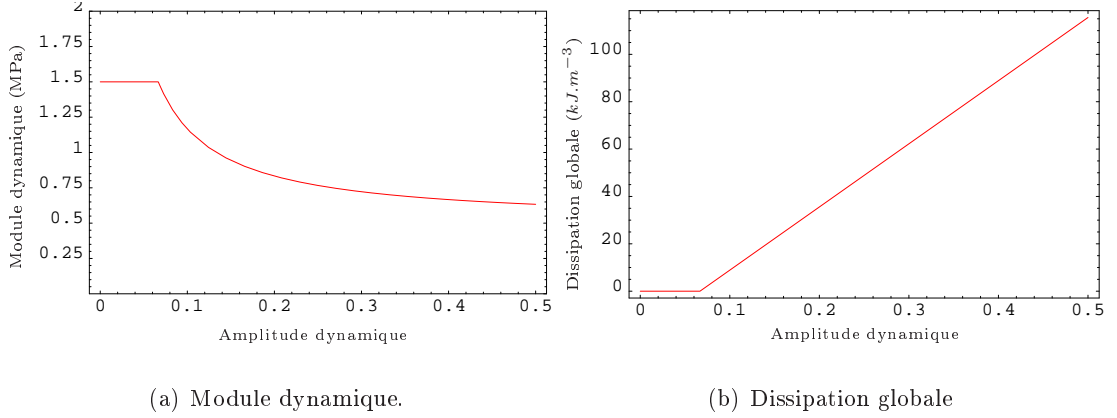 2
1.75
1.5
1.25
1
0.75
0.5
0.25
Module dynamique (MPa)
0 0.1 0.2 0.3 0.4 0.5
Amplitude dynamique
(a) Module dynamique.
100
80
60
40
20
0
Dissipation globale (kJ.m⁻³)
0 0.1 0.2 0.3 0.4 0.5
Amplitude dynamique
(b) Dissipation globale